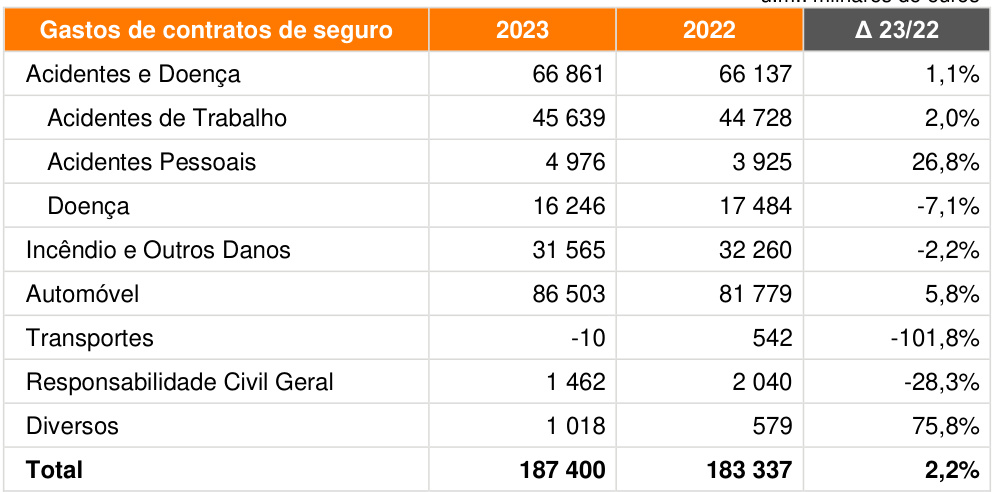 milhares de euros
Gastos de contratos de seguro 2023 2022 Δ 23/22
Acidentes e Doença 66 861 66 137 1,1%
Acidentes de Trabalho 45 639 44 728 2,0%
Acidentes Pessoais 4 976 3 925 26,8%
Doença 16 246 17 484 -7,1%
Incêndio e Outros Danos 31 565 32 260 -2,2%
Automóvel 86 503 81 779 5,8%
Transportes -10 542 -101,8%
Responsabilidade Civil Geral 1 462 2 040 -28,3%
Diversos 1 018 579 75,8%
Total 187 400 183 337 2,2%